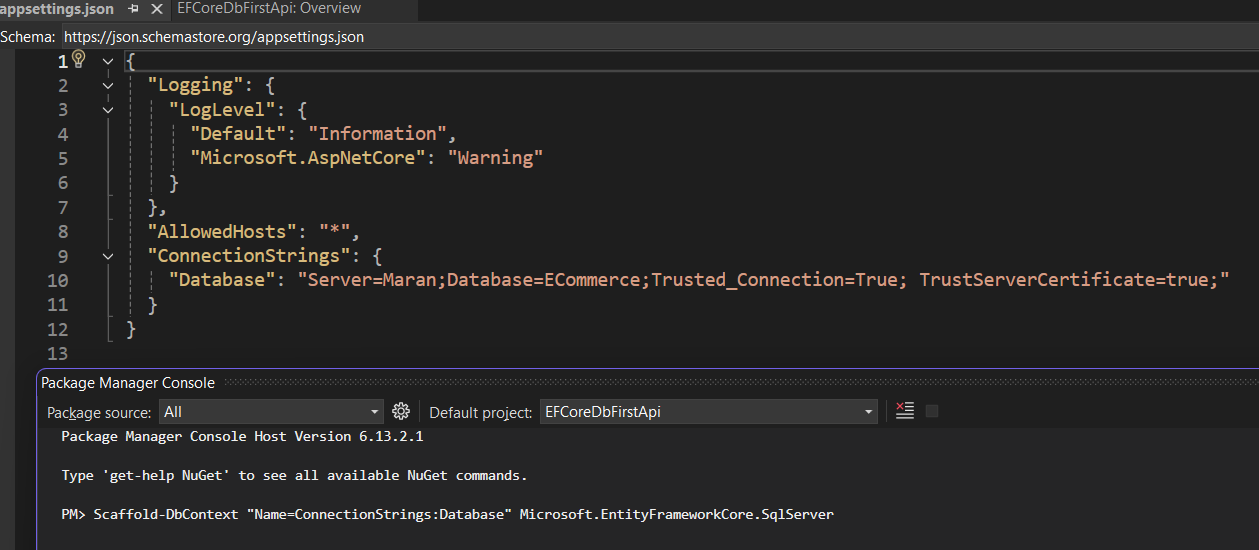 appsettings.json EFCoreDbFirstApi: Overview
Schema: https://json.schemastore.org/appsettings.json
1 {
2 "Logging": {
3 "LogLevel": {
4 "Default": "Information",
5 "Microsoft.AspNetCore": "Warning"
6 }
7 },
8 "AllowedHosts": "*",
9 "ConnectionStrings": {
10 "Database": "Server=Maran;Database=ECommerce;Trusted_Connection=True; TrustServerCertificate=true;"
11 }
12 }
13
Package Manager Console
Package source: All Default project: EFCoreDbFirstApi
Package Manager Console Host Version 6.13.2.1
Type 'get-help NuGet' to see all available NuGet commands.
PM> Scaffold-DbContext "Name=ConnectionStrings:Database" Microsoft.EntityFrameworkCore.SqlServer